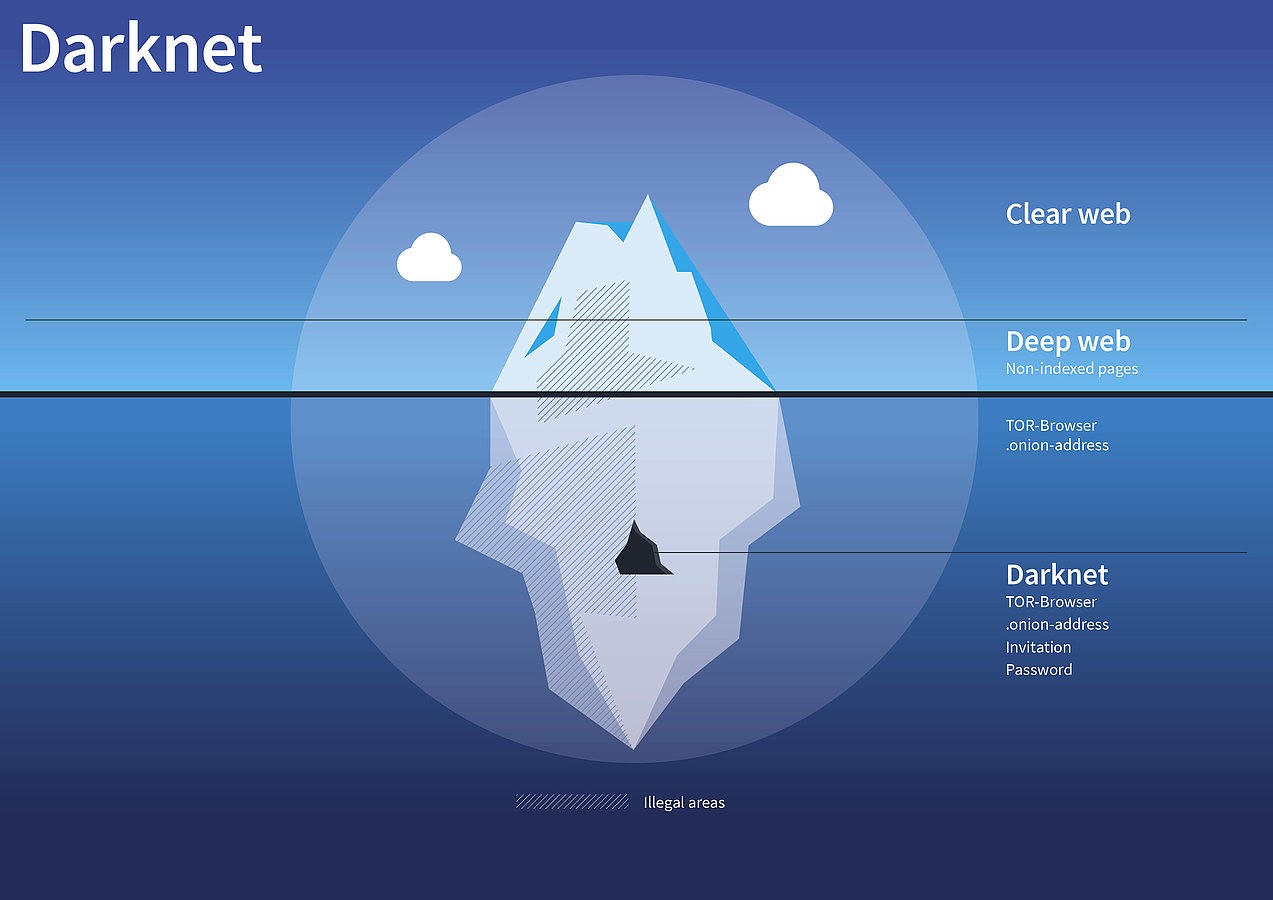 Darknet
Clear web
Deep web
Non-indexed pages
TOR-Browser
.onion-address
Darknet
TOR-Browser
.onion-address
Invitation
Password
Illegal areas